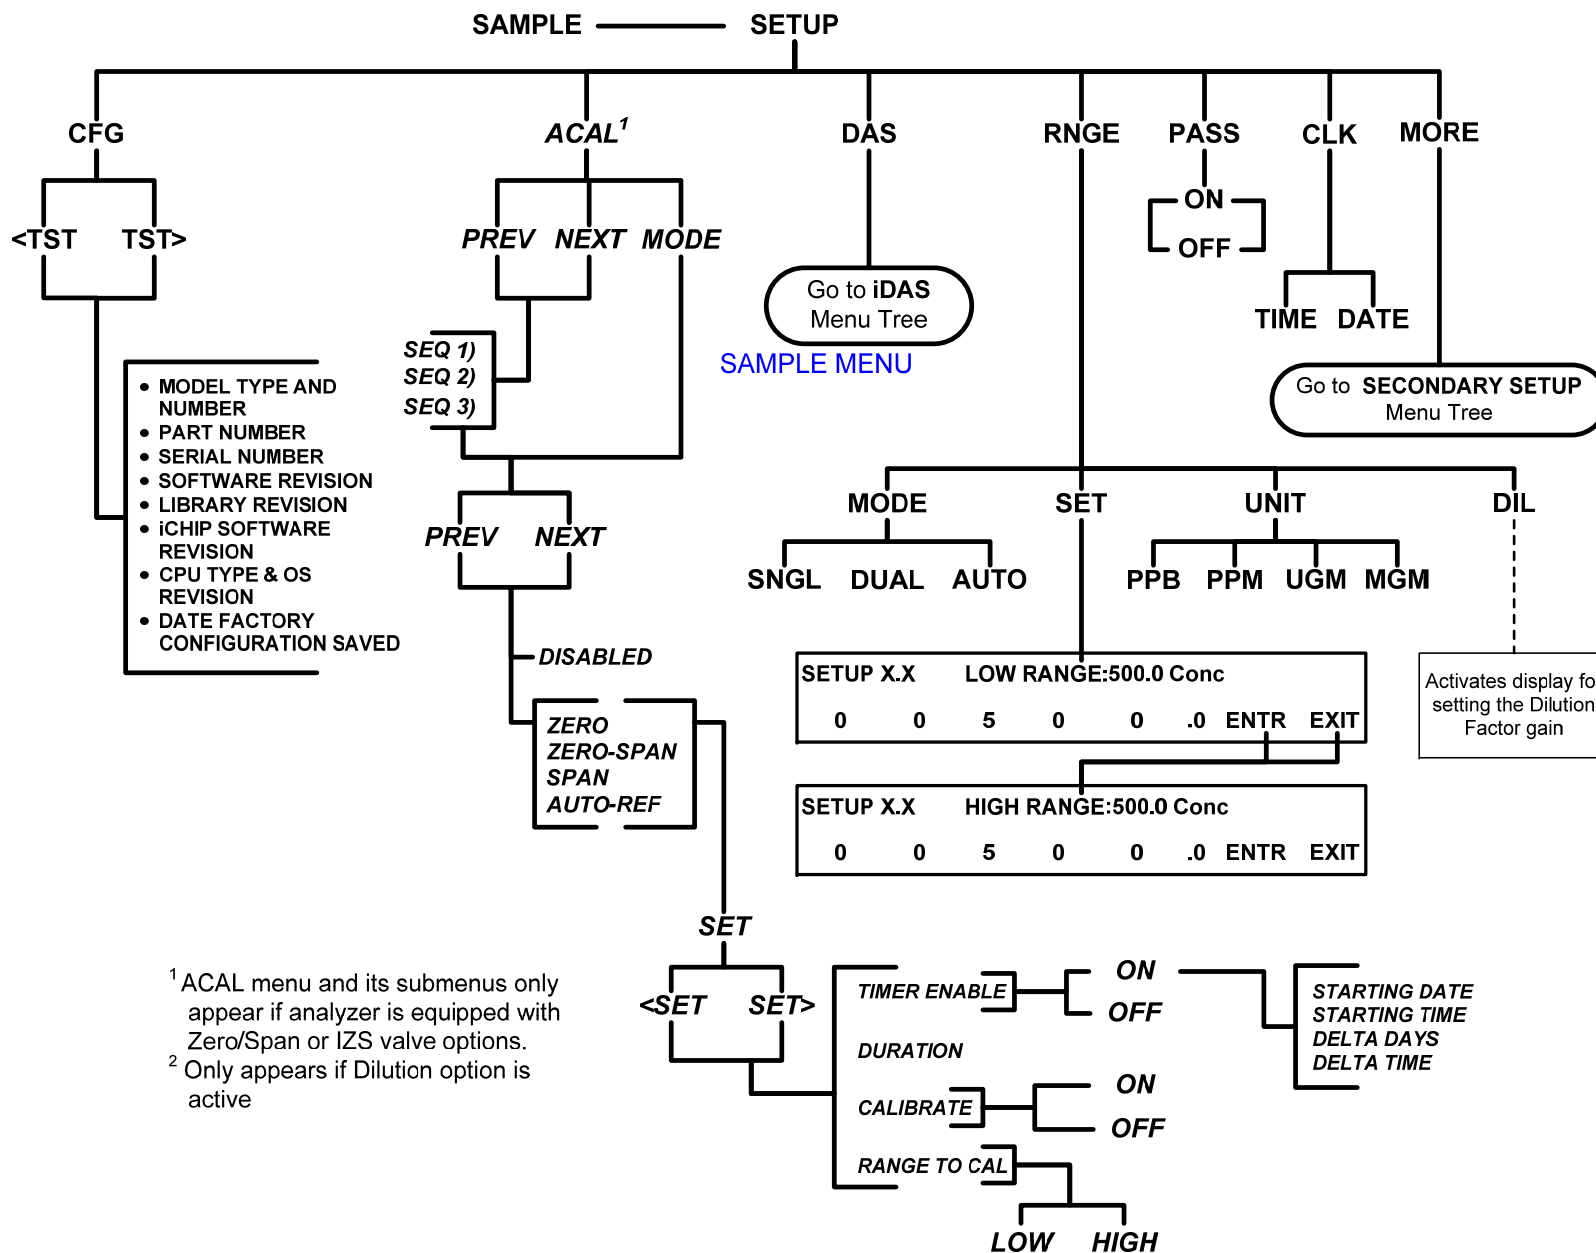 SAMPLE SETUP
CFG ACAL1 DAS RNGE PASS CLK MORE
<TST TST>
PREV NEXT MODE
ON
OFF
TIME DATE
Go to iDAS
Menu Tree
SAMPLE MENU
Go to SECONDARY SETUP
Menu Tree
SEQ 1)
SEQ 2)
SEQ 3)
• MODEL TYPE AND
NUMBER
• PART NUMBER
• SERIAL NUMBER
• SOFTWARE REVISION
• LIBRARY REVISION
• iCHIP SOFTWARE
REVISION
• CPU TYPE & OS
REVISION
• DATE FACTORY
CONFIGURATION SAVED
PREV NEXT
MODE SET UNIT DIL
SNGL DUAL AUTO
PPB PPM UGM MGM
DISABLED
ZERO
ZERO-SPAN
SPAN
AUTO-REF
SETUP X.X LOW RANGE:500.0 Conc
0 0 5 0 0 .0 ENTR EXIT
SETUP X.X HIGH RANGE:500.0 Conc
0 0 5 0 0 .0 ENTR EXIT
Activates display fo
setting the Dilution
Factor gain
SET
<SET SET>
TIMER ENABLE
ON
OFF
STARTING DATE
STARTING TIME
DELTA DAYS
DELTA TIME
DURATION
CALIBRATE
ON
OFF
RANGE TO CAL
LOW HIGH
1 ACAL menu and its submenus only
appear if analyzer is equipped with
Zero/Span or IZS valve options.
2 Only appears if Dilution option is
active